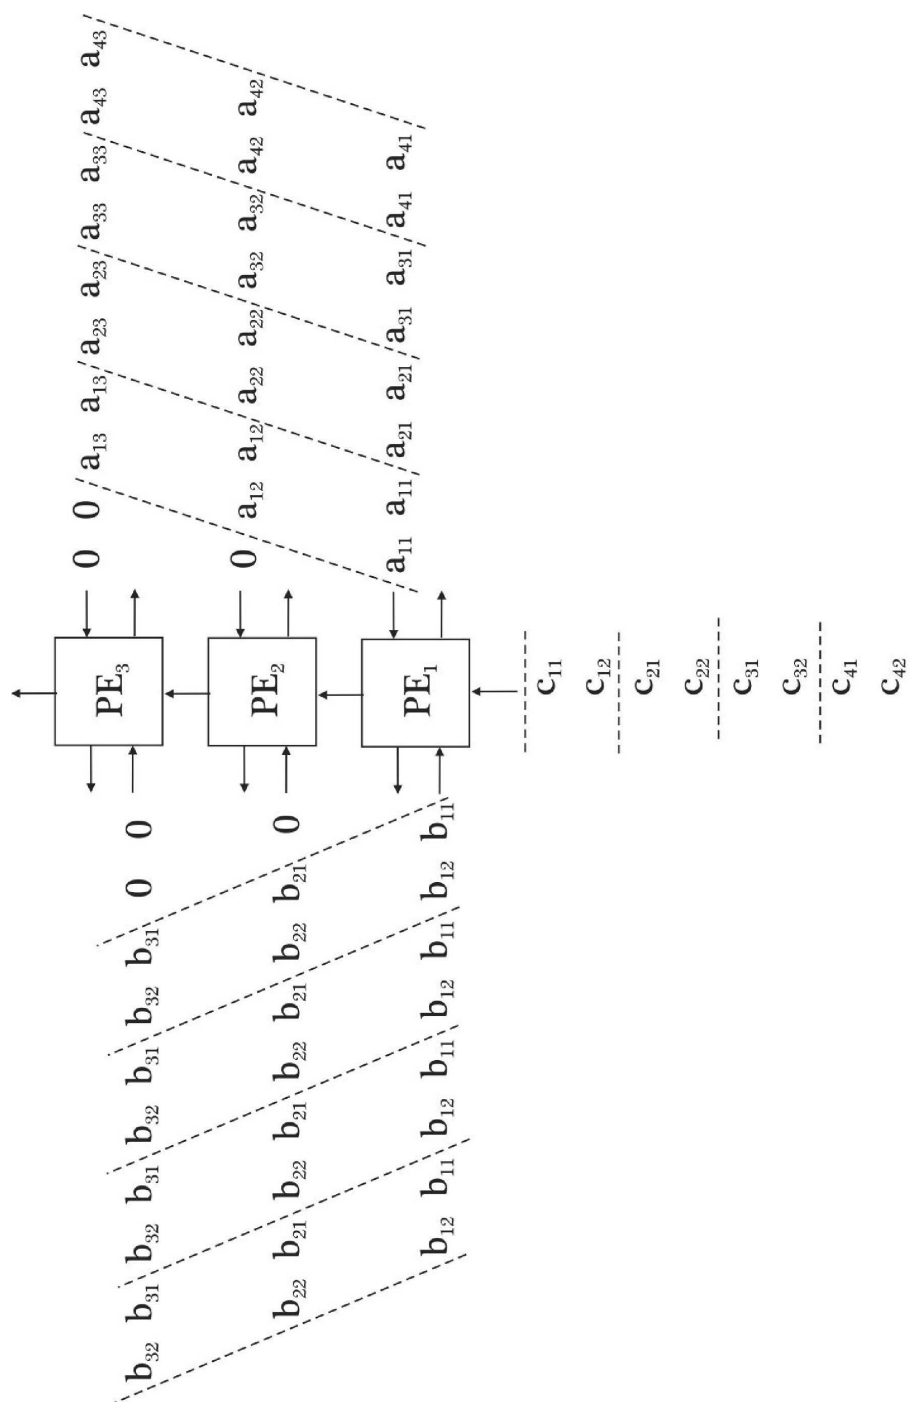 0 0 a₁₃ a₁₃ a₂₃ a₂₃ a₃₃ a₃₃ a₄₃ a₄₃
PE₃
b₃₂ b₃₁ b₃₂ b₃₁ b₃₂ b₃₁ b₃₂ b₃₁ 0 0
0 a₁₂ a₁₂ a₂₂ a₂₂ a₃₂ a₃₂ a₄₂ a₄₂
PE₂
b₂₂ b₂₁ b₂₂ b₂₁ b₂₂ b₂₁ b₂₂ b₂₁ 0
a₁₁ a₁₁ a₂₁ a₂₁ a₃₁ a₃₁ a₄₁ a₄₁
PE₁
b₁₂ b₁₁ b₁₂ b₁₁ b₁₂ b₁₁ b₁₂ b₁₁
c₁₁
c₁₂
c₂₁
c₂₂
c₃₁
c₃₂
c₄₁
c₄₂